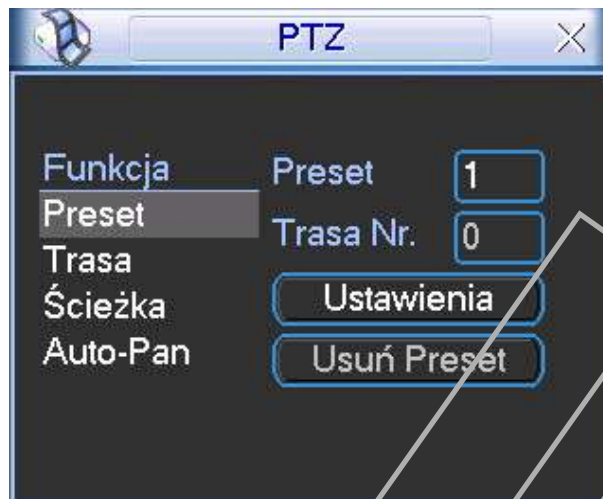 PTZ
Funkcja
Preset
Trasa
Ścieżka
Auto-Pan
Preset 1
Trasa Nr. 0
Ustawienia
Usuń Preset